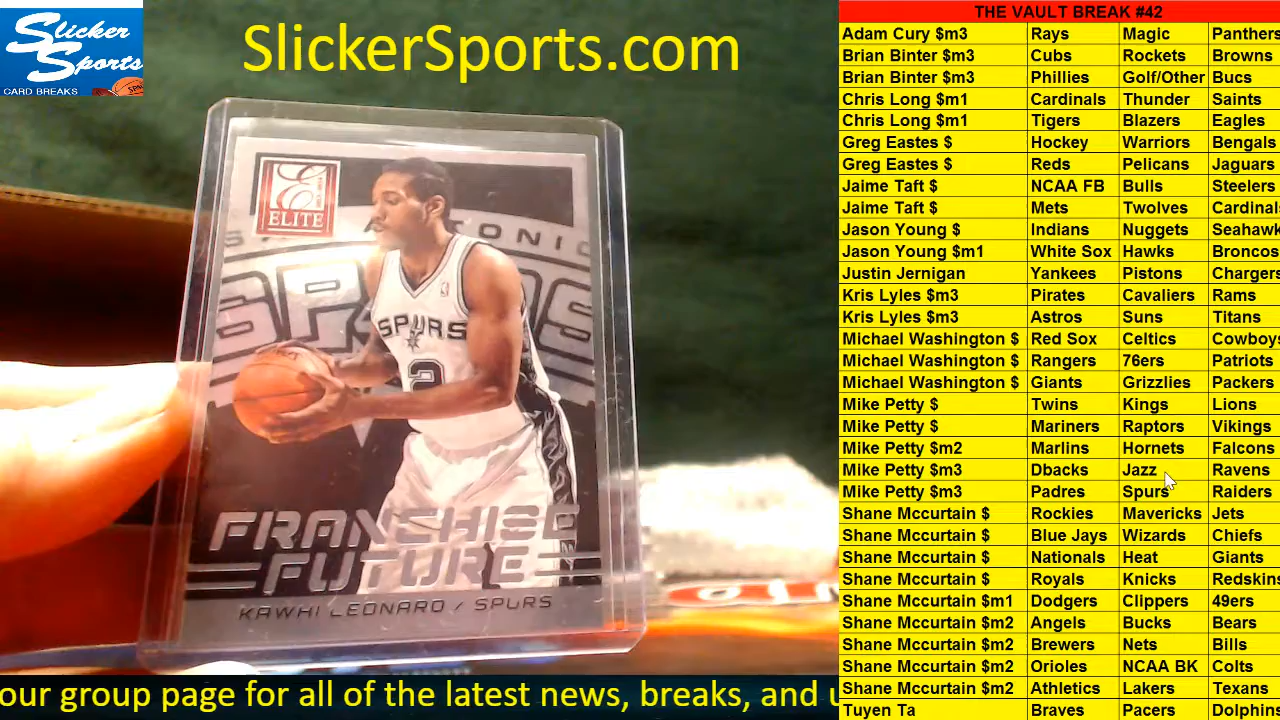 Slicker
Sports
CARD BREAKS
SlickerSports.com
ELITE
SPURS
SPURS
2
FRANCHISE
FUTURE
KAWHI LEONARD / SPURS
our group page for all of the latest news, breaks, and u
THE VAULT BREAK #42
Adam Cury $m3 Rays Magic Panthers
Brian Binter $m3 Cubs Rockets Browns
Brian Binter $m3 Phillies Golf/Other Bucs
Chris Long $m1 Cardinals Thunder Saints
Chris Long $m1 Tigers Blazers Eagles
Greg Eastes $ Hockey Warriors Bengals
Greg Eastes $ Reds Pelicans Jaguars
Jaime Taft $ NCAA FB Bulls Steelers
Jaime Taft $ Mets Twolves Cardinal
Jason Young $ Indians Nuggets Seahawk
Jason Young $m1 White Sox Hawks Broncos
Justin Jernigan Yankees Pistons Chargers
Kris Lyles $m3 Pirates Cavaliers Rams
Kris Lyles $m3 Astros Suns Titans
Michael Washington $ Red Sox Celtics Cowboys
Michael Washington $ Rangers 76ers Patriots
Michael Washington $ Giants Grizzlies Packers
Mike Petty $ Twins Kings Lions
Mike Petty $ Mariners Raptors Vikings
Mike Petty $m2 Marlins Hornets Falcons
Mike Petty $m3 Dbacks Jazz Ravens
Mike Petty $m3 Padres Spurs Raiders
Shane Mccurtain $ Rockies Mavericks Jets
Shane Mccurtain $ Blue Jays Wizards Chiefs
Shane Mccurtain $ Nationals Heat Giants
Shane Mccurtain $ Royals Knicks Redskins
Shane Mccurtain $m1 Dodgers Clippers 49ers
Shane Mccurtain $m2 Angels Bucks Bears
Shane Mccurtain $m2 Brewers Nets Bills
Shane Mccurtain $m2 Orioles NCAA BK Colts
Shane Mccurtain $m2 Athletics Lakers Texans
Tuyen Ta Braves Pacers Dolphins